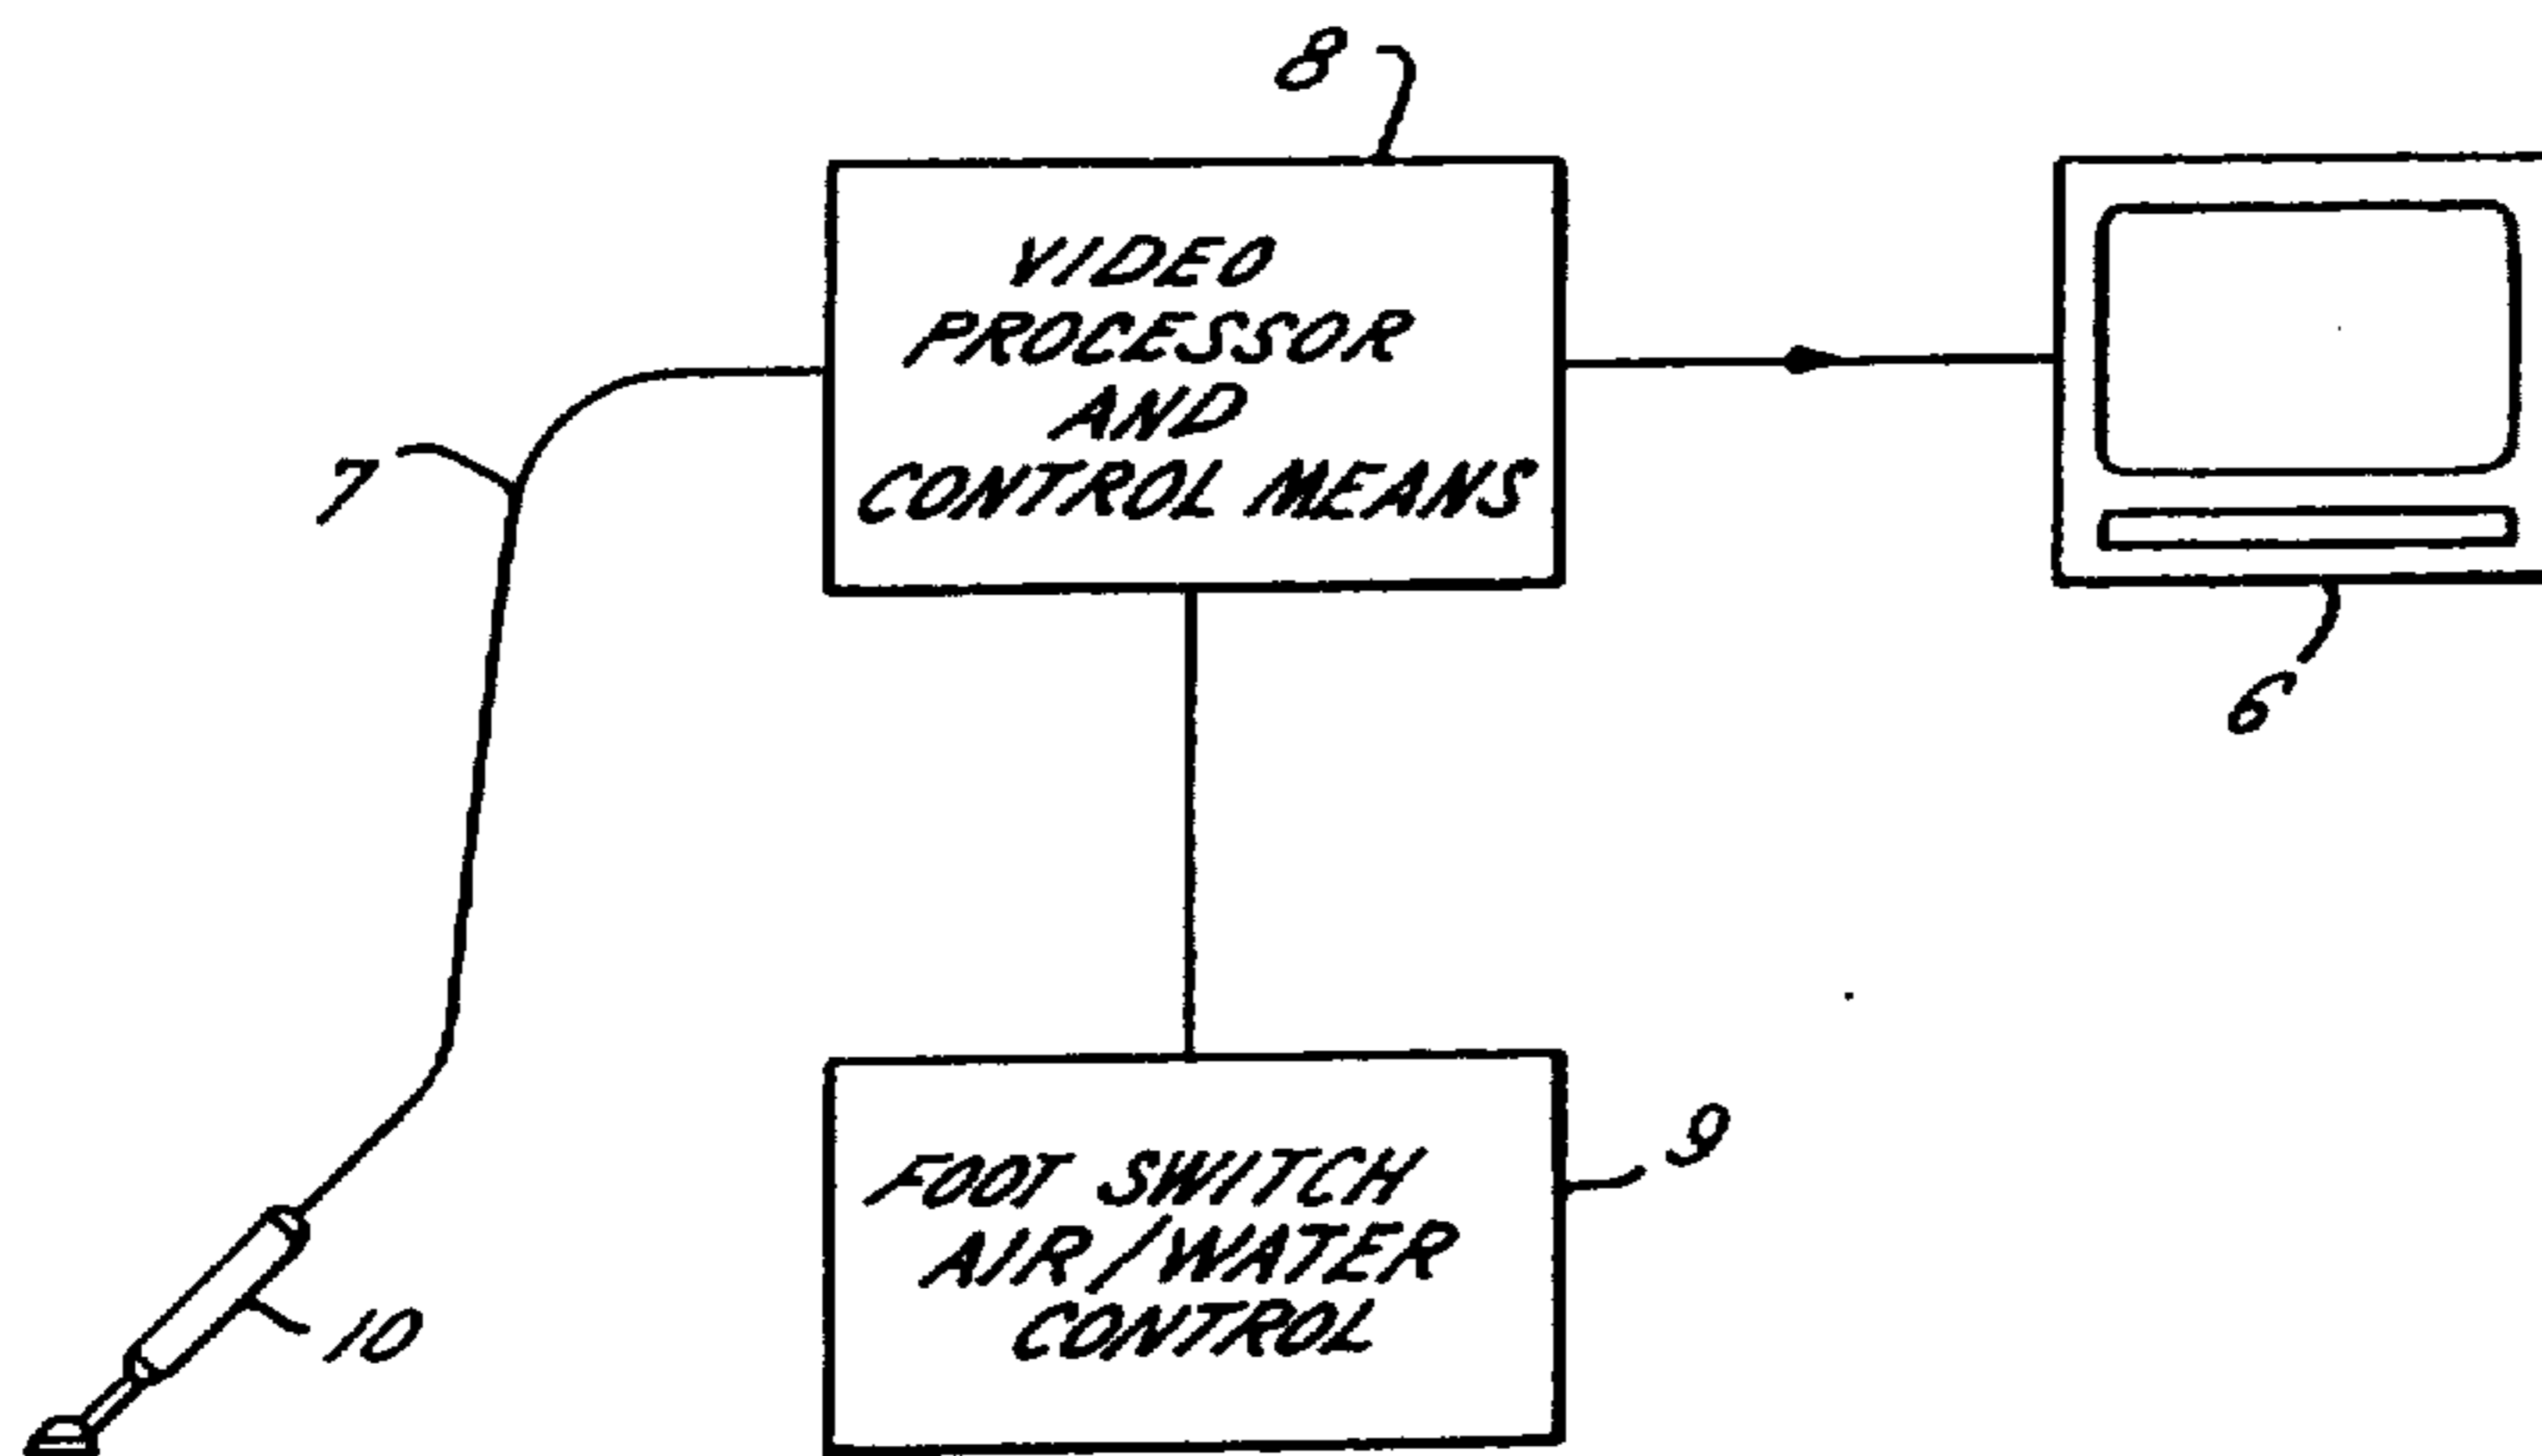 8
VIDEO
PROCESSOR
AND
CONTROL MEANS
7
6
FOOT SWITCH
AIR/WATER
CONTROL
9
10